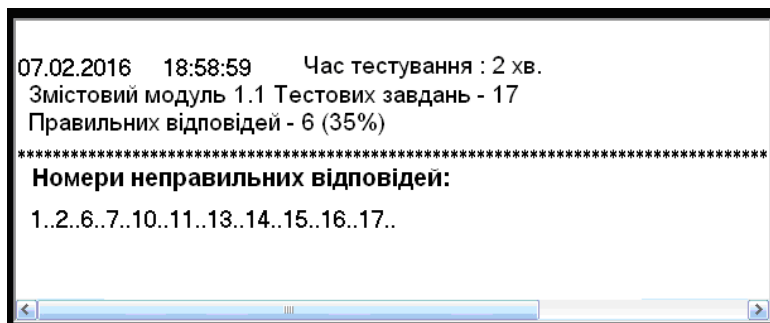 07.02.2016 18:58:59 Час тестування : 2 хв.
Змістовий модуль 1.1 Тестових завдань - 17
Правильних відповідей - 6 (35%)
************************************************************************************
Номери неправильних відповідей:
1..2..6..7..10..11..13..14..15..16..17..